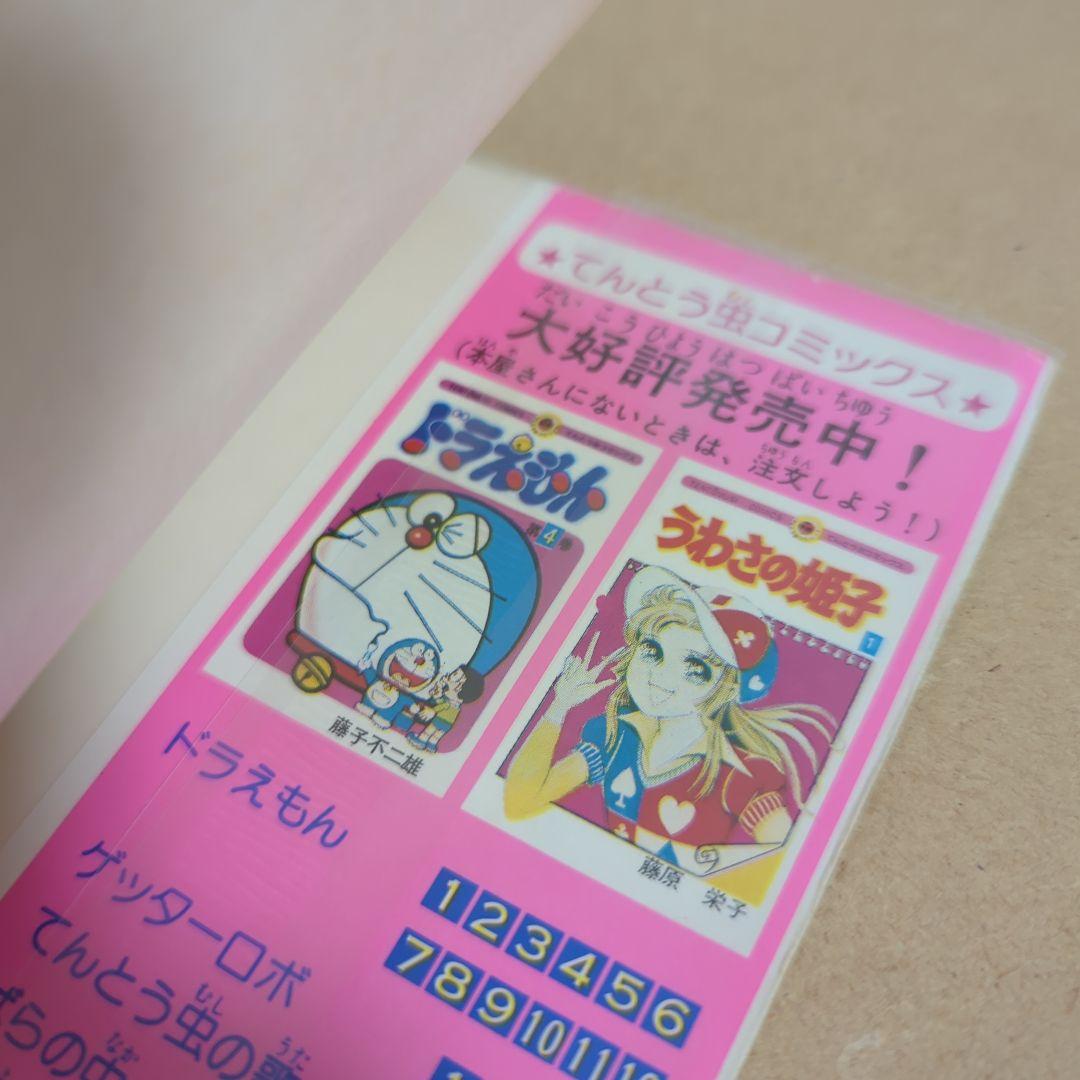 ★てんとう虫コミックス★
大好評発売中!
(本屋さんにないときは、注文しよう!)
ドラえもん
第4巻
藤子不二雄
うわさの姫子
1
藤原 栄子
ドラえもん
1 2 3 4 5 6
7 8 9 10 11
ゲッターロボ
てんとう虫の歌
ばらの中